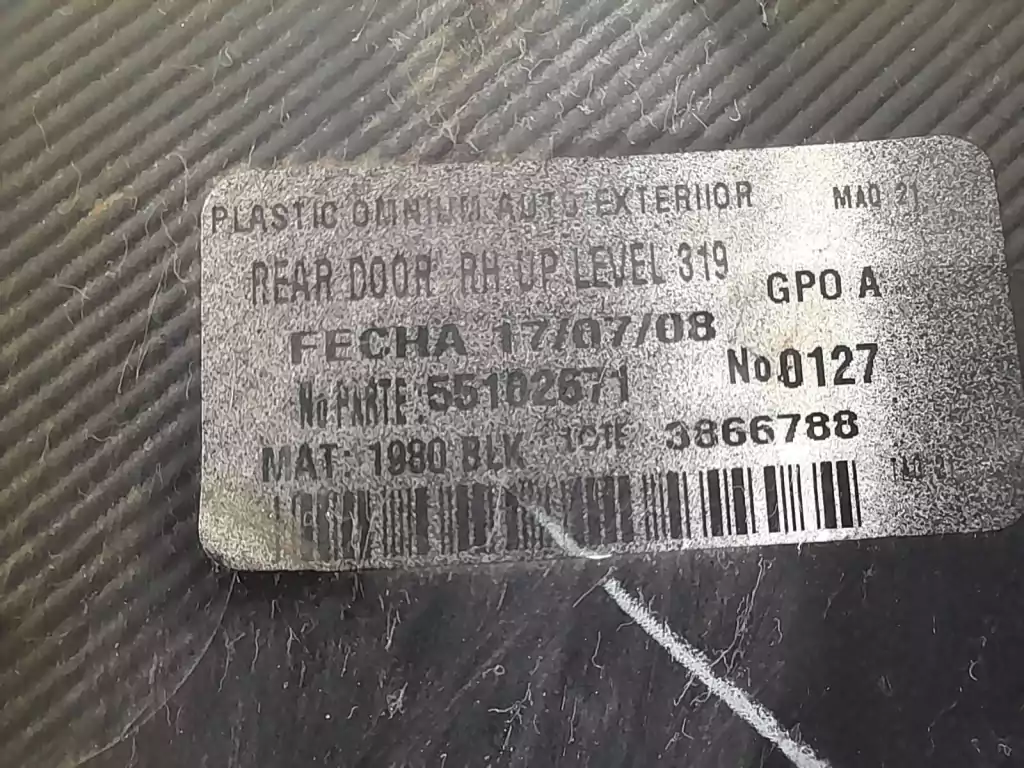 PLASTIC OMNIUM AUTO EXTERIIOR MAQ 21
REAR DOOR RH UP LEVEL 319
GPO A
FECHA 17/07/08
No PARTE: 55102571 No.0127
MAT: 1980 BLK LOTE 3866788